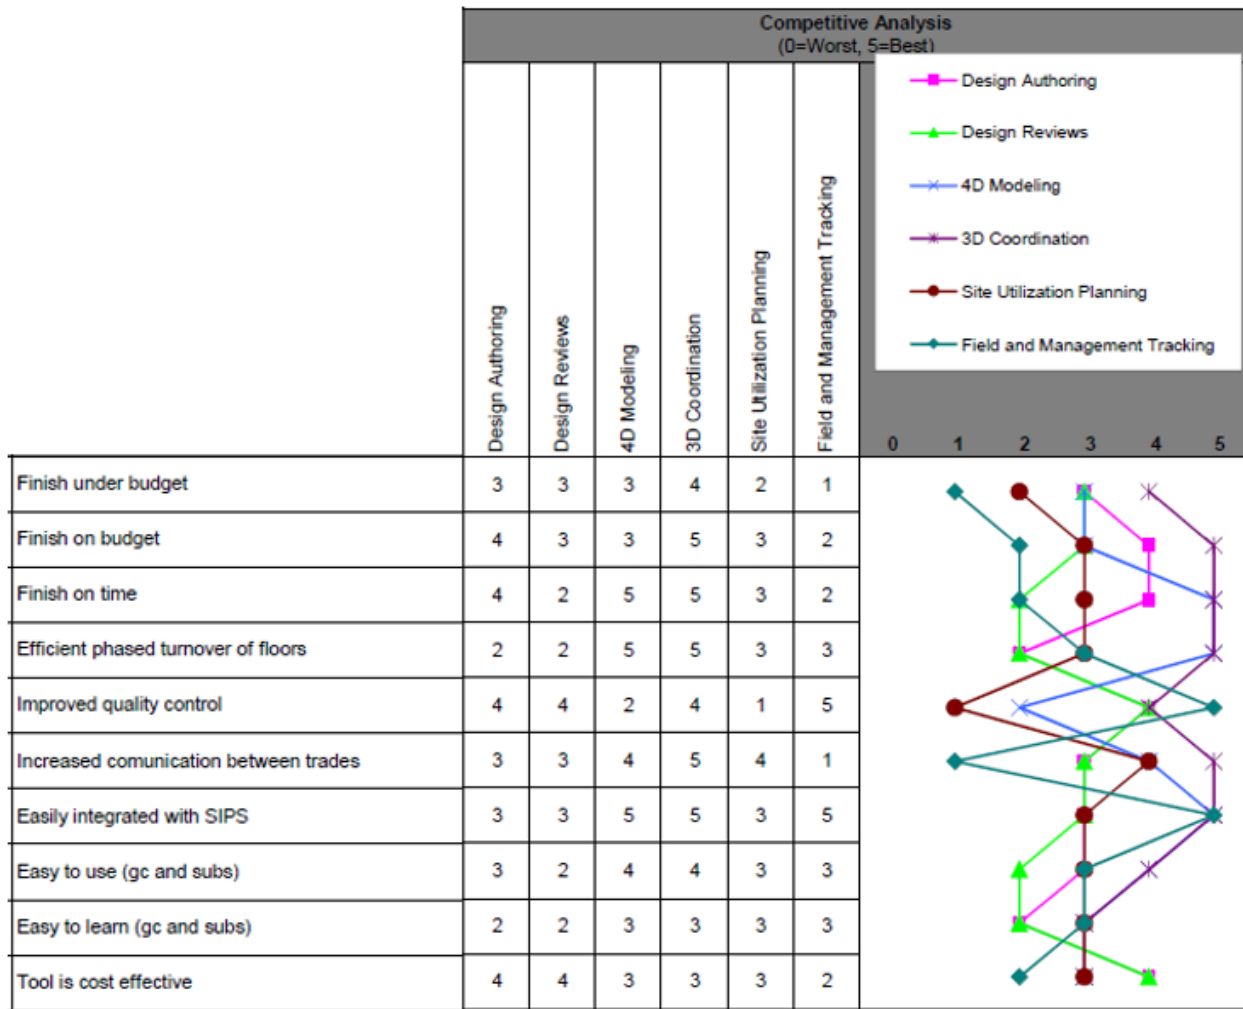 Competitive Analysis
(0=Worst, 5=Best)
Design Authoring
Design Reviews
4D Modeling
3D Coordination
Site Utilization Planning
Field and Management Tracking
Design Authoring
Design Reviews
4D Modeling
3D Coordination
Site Utilization Planning
Field and Management Tracking
0 1 2 3 4 5
Finish under budget 3 3 3 4 2 1
Finish on budget 4 3 3 5 3 2
Finish on time 4 2 5 5 3 2
Efficient phased turnover of floors 2 2 5 5 3 3
Improved quality control 4 4 2 4 1 5
Increased comunication between trades 3 3 4 5 4 1
Easily integrated with SIPS 3 3 5 5 3 5
Easy to use (gc and subs) 3 2 4 4 3 3
Easy to learn (gc and subs) 2 2 3 3 3 3
Tool is cost effective 4 4 3 3 3 2